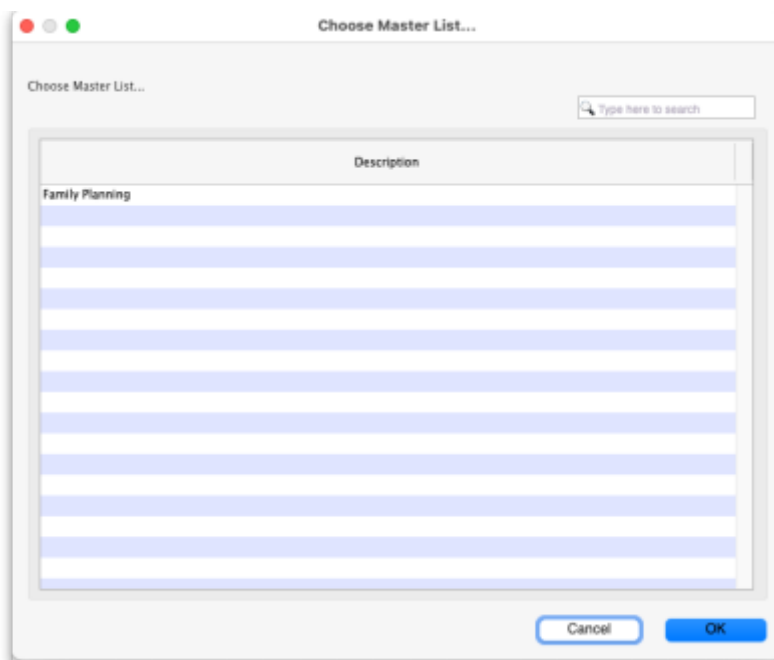 Choose Master List...
Choose Master List...
Type here to search
Description
Family Planning
Cancel
OK